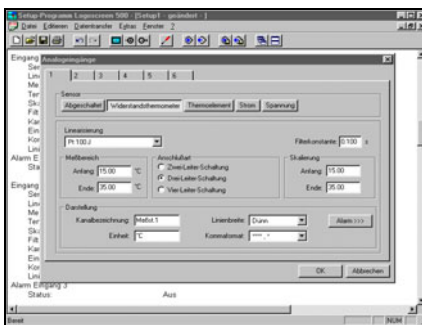 Setup-Programm Logoscreen 500 - [Setup1 - geändert - ]
Datei Editieren Datentransfer Extras Fenster ?
Eingang
Analogeingänge
1 2 3 4 5 6
Sensor
Abgeschaltet Widerstandsthermometer Thermoelement Strom Spannung
Linearisierung
Pt 100 J
Filterkonstante: 0.100 s
Meßbereich
Anfang: 15.00 °C
Ende: 35.00 °C
Anschlußart
Zwei-Leiter-Schaltung
Drei-Leiter-Schaltung
Vier-Leiter-Schaltung
Skalierung
Anfang: 15.00
Ende: 35.00
Darstellung
Kanalbezeichnung: Meßst.1
Linienbreite: Dünn
Einheit: °C
Kommaformat:
Alarm >>>
OK Abbrechen
Alarm E
Eingang
Alarm Eingang 3
Status: Aus
Bereit NUM